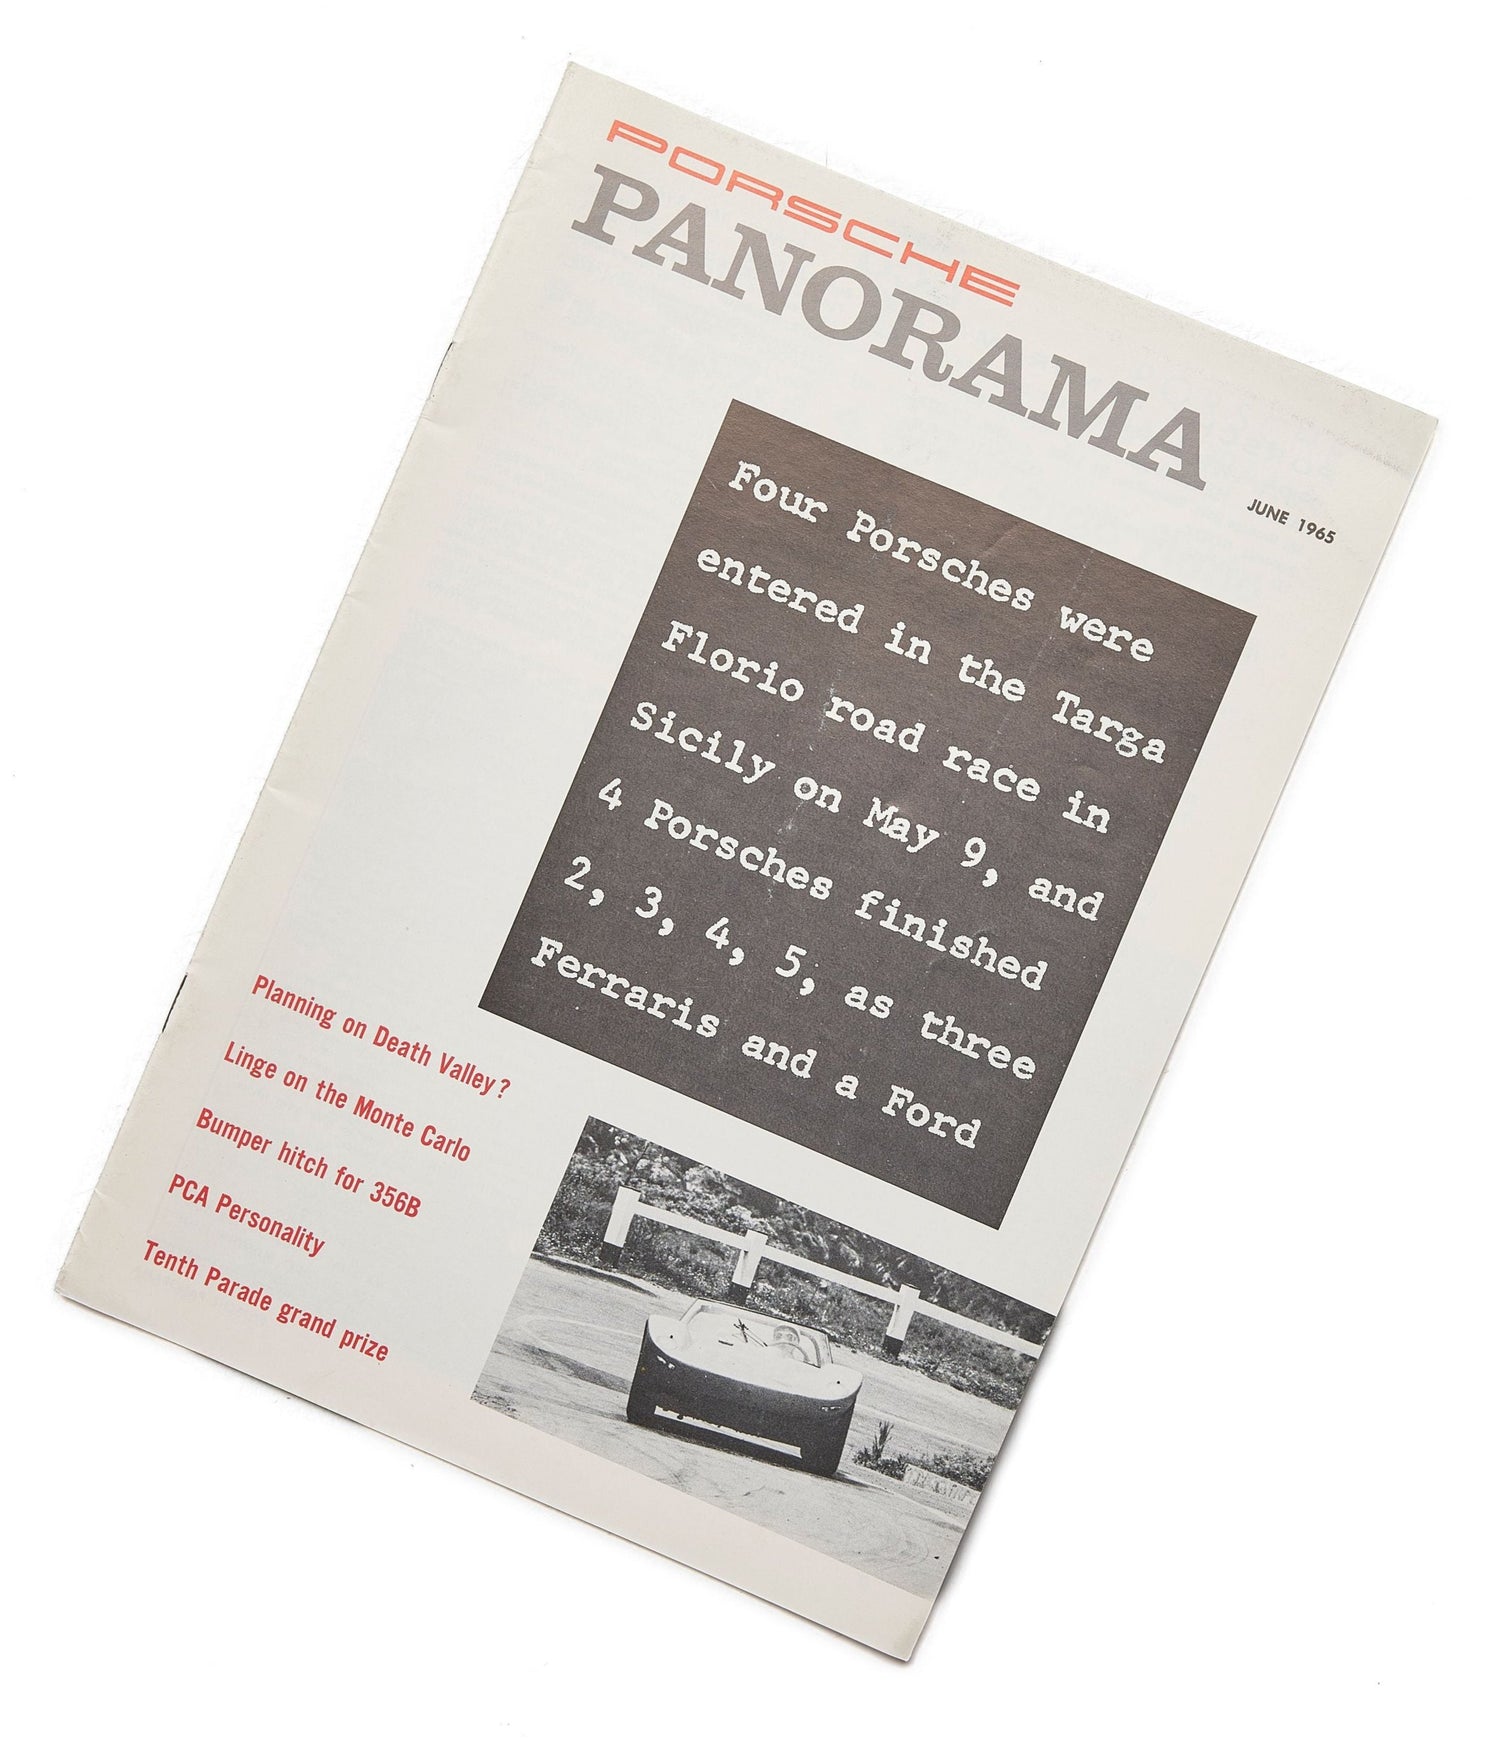 PORSCHE
PANORAMA
JUNE 1965
Four Porsches were
entered in the Targa
Florio road race in
Sicily on May 9, and
4 Porsches finished
2, 3, 4, 5, as three
Ferraris and a Ford
Planning on Death Valley?
Linge on the Monte Carlo
Bumper hitch for 356B
PCA Personality
Tenth Parade grand prize